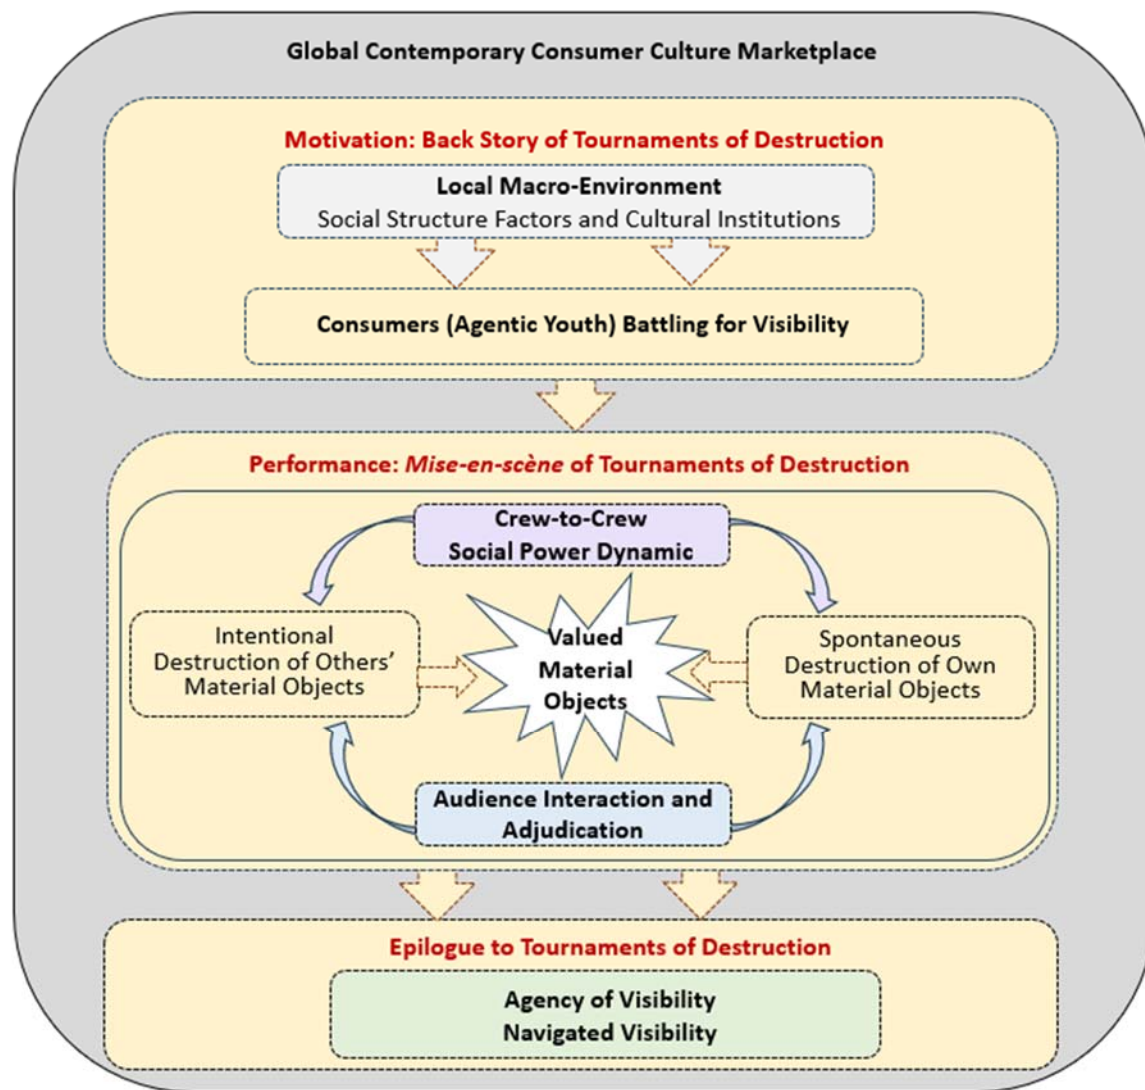 Global Contemporary Consumer Culture Marketplace
Motivation: Back Story of Tournaments of Destruction
Local Macro-Environment
Social Structure Factors and Cultural Institutions
Consumers (Agentic Youth) Battling for Visibility
Performance: Mise-en-scène of Tournaments of Destruction
Crew-to-Crew
Social Power Dynamic
Intentional
Destruction of Others’
Material Objects
Valued
Material
Objects
Spontaneous
Destruction of Own
Material Objects
Audience Interaction and
Adjudication
Epilogue to Tournaments of Destruction
Agency of Visibility
Navigated Visibility